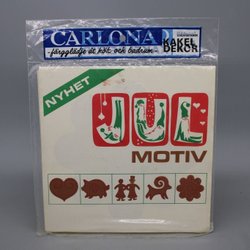 CARLONA
KAKEL
DEKOR
-färgglädje åt kök och badrum-
NYHET
JUL
MOTIV